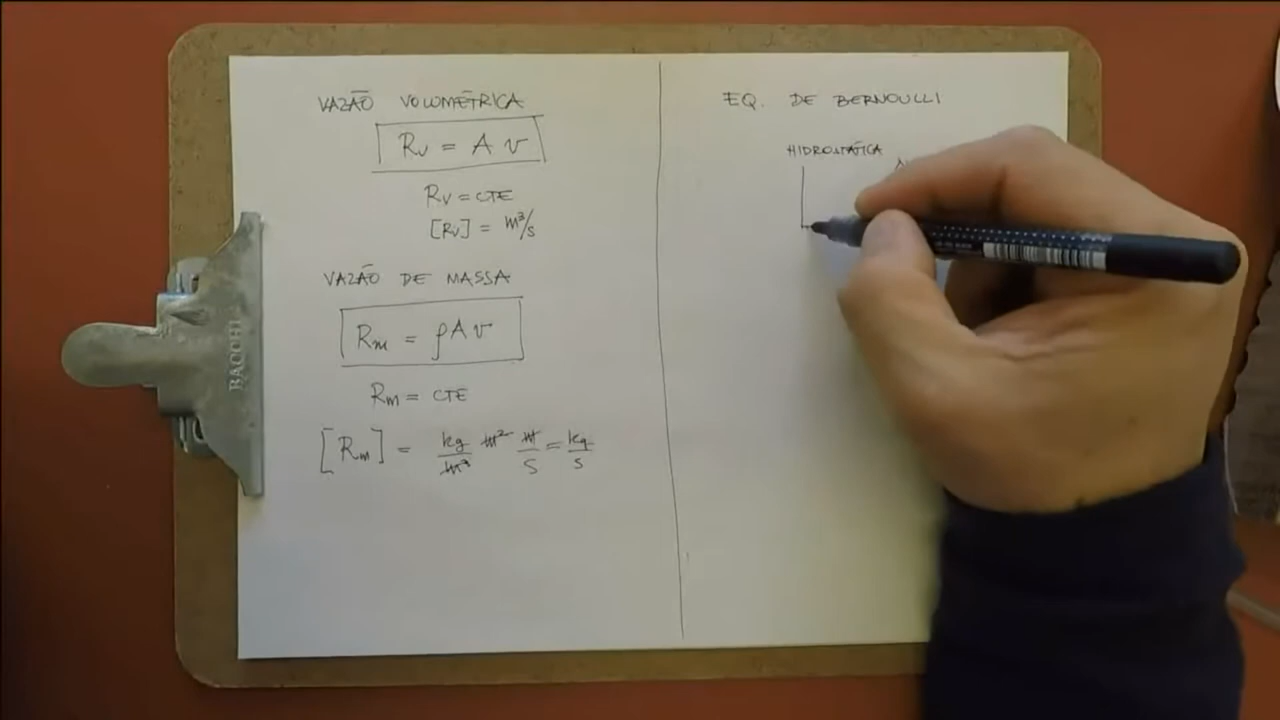 VAZÃO VOLUMÉTRICA
Rv = A v
Rv = CTE
[Rv] = m³/s
VAZÃO DE MASSA
Rm = ρAv
Rm = CTE
[Rm] = kg/m³ m² m/s = kg/s
EQ. DE BERNOULLI
HIDROSTÁTICA
BACCHI